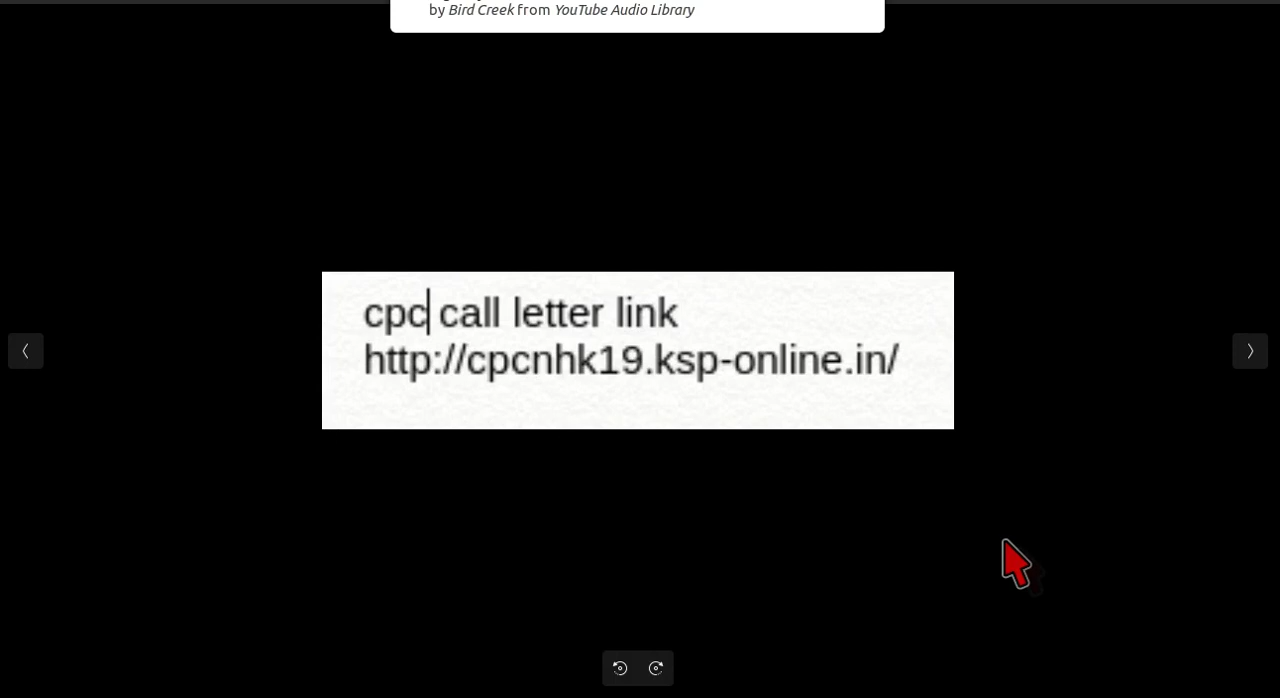 by Bird Creek from YouTube Audio Library
cpc call letter link
http://cpcnhk19.ksp-online.in/